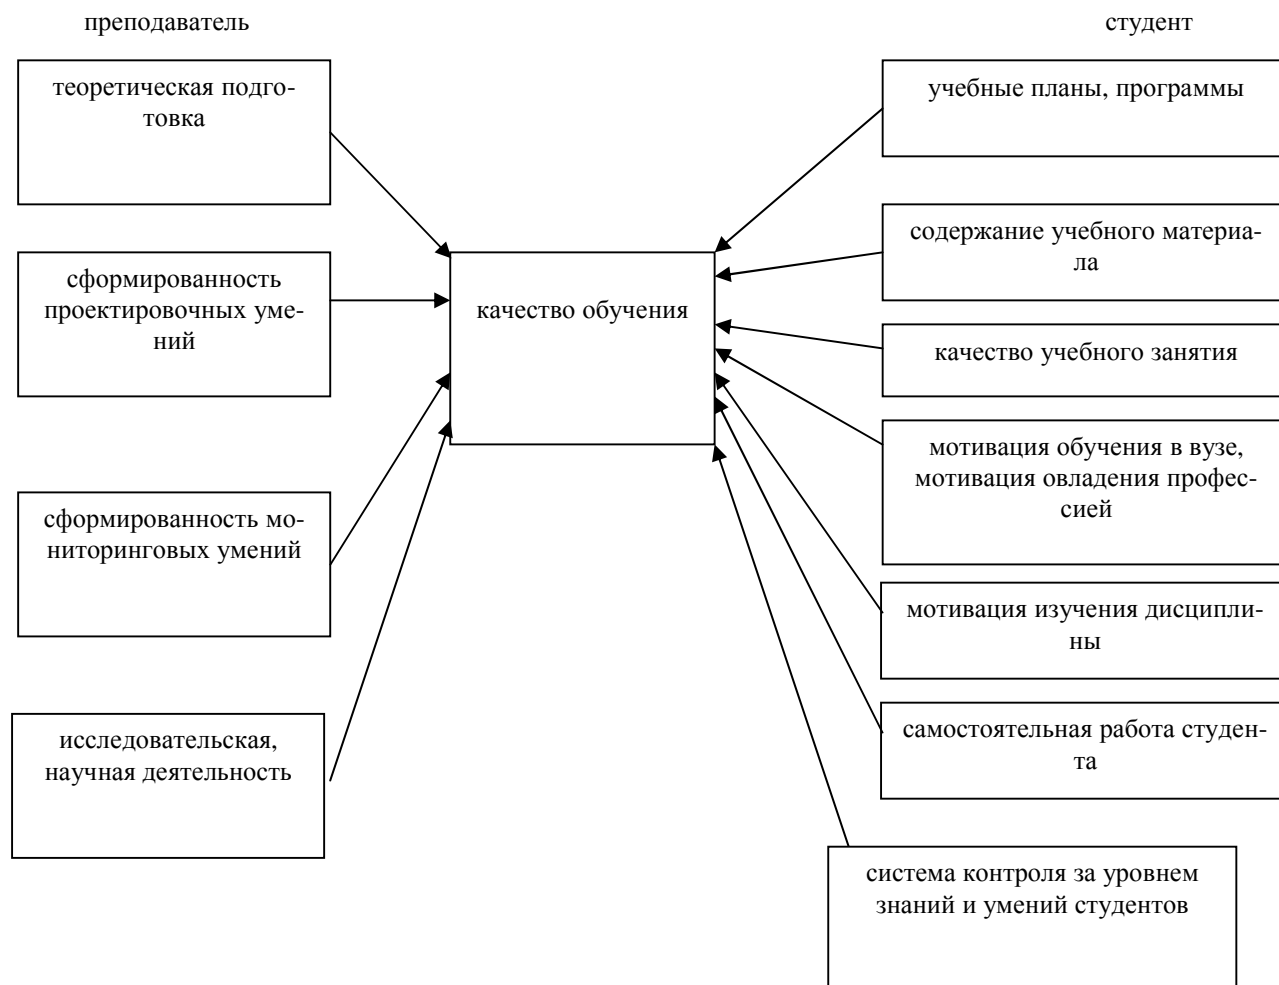 преподаватель
студент
теоретическая подго-
товка
учебные планы, программы
содержание учебного материа-
ла
сформированность
проектировочных уме-
ний
качество обучения
качество учебного занятия
мотивация обучения в вузе,
мотивация овладения профес-
сией
сформированность мо-
ниторинговых умений
мотивация изучения дисципли-
ны
самостоятельная работа студен-
та
исследовательская,
научная деятельность
система контроля за уровнем
знаний и умений студентов